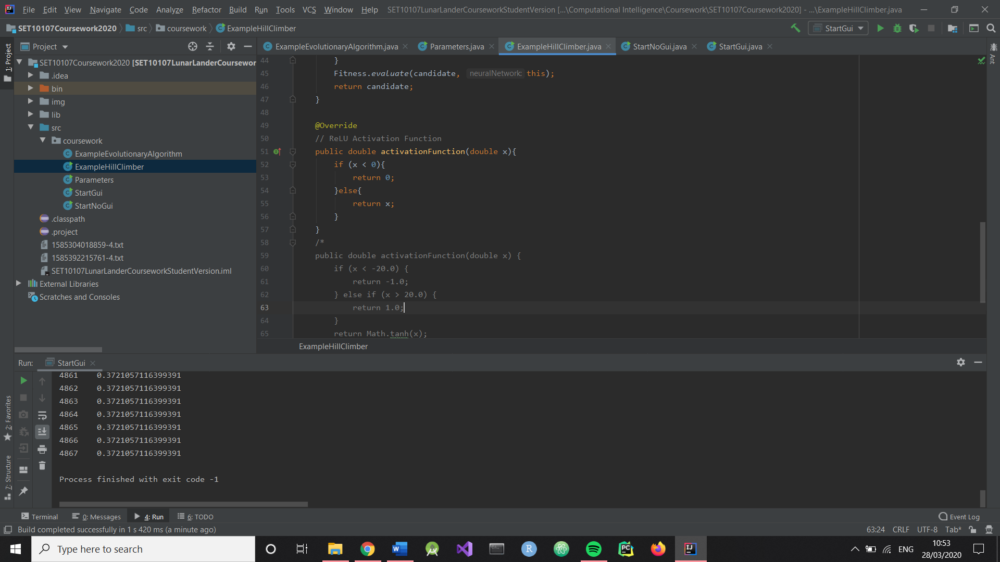 File Edit View Navigate Code Analyze Refactor Build Run Tools VCS Window Help SET10107LunarLanderCourseworkStudentVersion [...\Computational Intelligence\Coursework\SET10107Coursework2020] - ...\ExampleHillClimber.java
SET10107Coursework2020 src coursework ExampleHillClimber StartGui
1: Project
Project
ExampleEvolutionaryAlgorithm.java Parameters.java ExampleHillClimber.java StartNoGui.java StartGui.java
Ant
SET10107Coursework2020 [SET10107LunarLanderCoursewor
.idea
bin
img
lib
src
coursework
ExampleEvolutionaryAlgorithm
ExampleHillClimber
Parameters
StartGui
StartNoGui
.classpath
.project
1585304018859-4.txt
1585392215761-4.txt
SET10107LunarLanderCourseworkStudentVersion.iml
External Libraries
Scratches and Consoles
44 }
45 Fitness.evaluate(candidate, neuralNetwork: this);
46 return candidate;
47 }
48
49 @Override
50 // ReLU Activation Function
51 public double activationFunction(double x){
52 if (x < 0){
53 return 0;
54 }else{
55 return x;
56 }
57 }
58 /*
59 public double activationFunction(double x) {
60 if (x < -20.0) {
61 return -1.0;
62 } else if (x > 20.0) {
63 return 1.0;
64 }
65 return Math.tanh(x);
ExampleHillClimber
Run: StartGui
4861 0.3721057116399391
4862 0.3721057116399391
4863 0.3721057116399391
4864 0.3721057116399391
4865 0.3721057116399391
4866 0.3721057116399391
4867 0.3721057116399391
Process finished with exit code -1
2: Favorites
7: Structure
Terminal 0: Messages 4: Run 6: TODO Event Log
Build completed successfully in 1 s 420 ms (a minute ago) 63:24 CRLF UTF-8 Tab*
Type here to search
ENG
10:53
28/03/2020